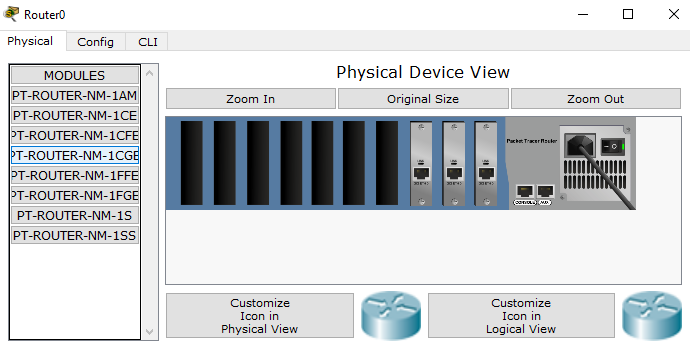 Router0
Physical
Config
CLI
MODULES
PT-ROUTER-NM-1AM
PT-ROUTER-NM-1CE
PT-ROUTER-NM-1CFE
PT-ROUTER-NM-1CGE
PT-ROUTER-NM-1FFE
PT-ROUTER-NM-1FGE
PT-ROUTER-NM-1S
PT-ROUTER-NM-1SS
Physical Device View
Zoom In
Original Size
Zoom Out
Packet Tracer Router
CONSOLE
AUX
Customize
Icon in
Physical View
Customize
Icon in
Logical View